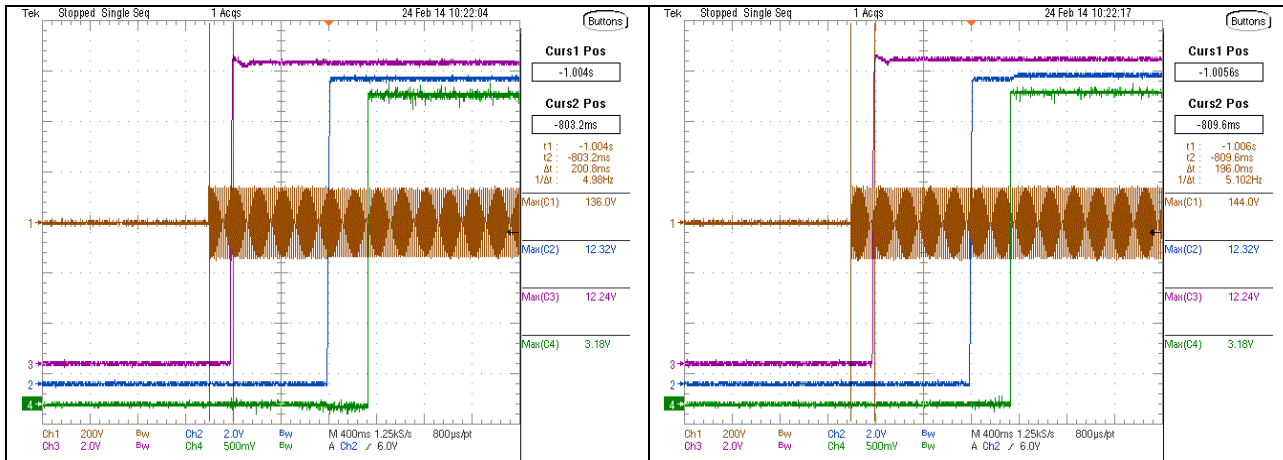 Tek Stopped Single Seq 1 Acqs 24 Feb 14 10:22:04
Buttons
Curs1 Pos
-1.004s
Curs2 Pos
-803.2ms
t1 : -1.004s
t2 : -803.2ms
Δt : 200.8ms
1/Δt : 4.98Hz
1
Max(C1) 136.0V
Max(C2) 12.32V
Max(C3) 12.24V
Max(C4) 3.18V
3
2
4
Ch1 200V Bw Ch2 2.0V Bw M 400ms 1.25kS/s 800µs/pt
Ch3 2.0V Bw Ch4 500mV Bw A Ch2 ∕ 6.0V
Tek Stopped Single Seq 1 Acqs 24 Feb 14 10:22:17
Buttons
Curs1 Pos
-1.0056s
Curs2 Pos
-809.6ms
t1 : -1.006s
t2 : -809.6ms
Δt : 196.0ms
1/Δt : 5.102Hz
1
Max(C1) 144.0V
Max(C2) 12.32V
Max(C3) 12.24V
Max(C4) 3.18V
3
2
4
Ch1 200V Bw Ch2 2.0V Bw M 400ms 1.25kS/s 800µs/pt
Ch3 2.0V Bw Ch4 500mV Bw A Ch2 ∕ 6.0V